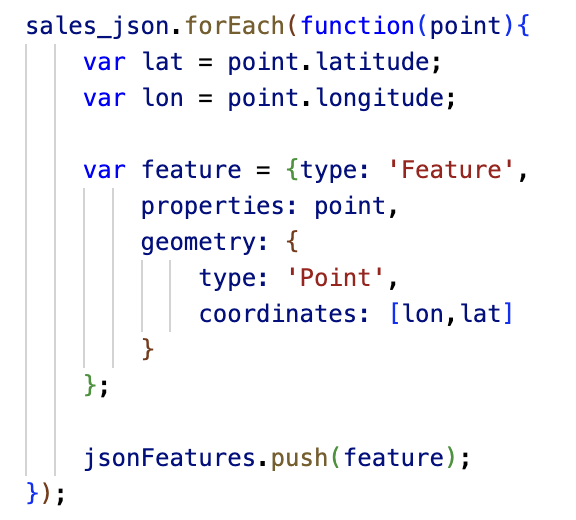 sales_json.forEach(function(point){
    var lat = point.latitude;
    var lon = point.longitude;

    var feature = {type: 'Feature',
        properties: point,
        geometry: {
            type: 'Point',
            coordinates: [lon,lat]
        }
    };

    jsonFeatures.push(feature);
});